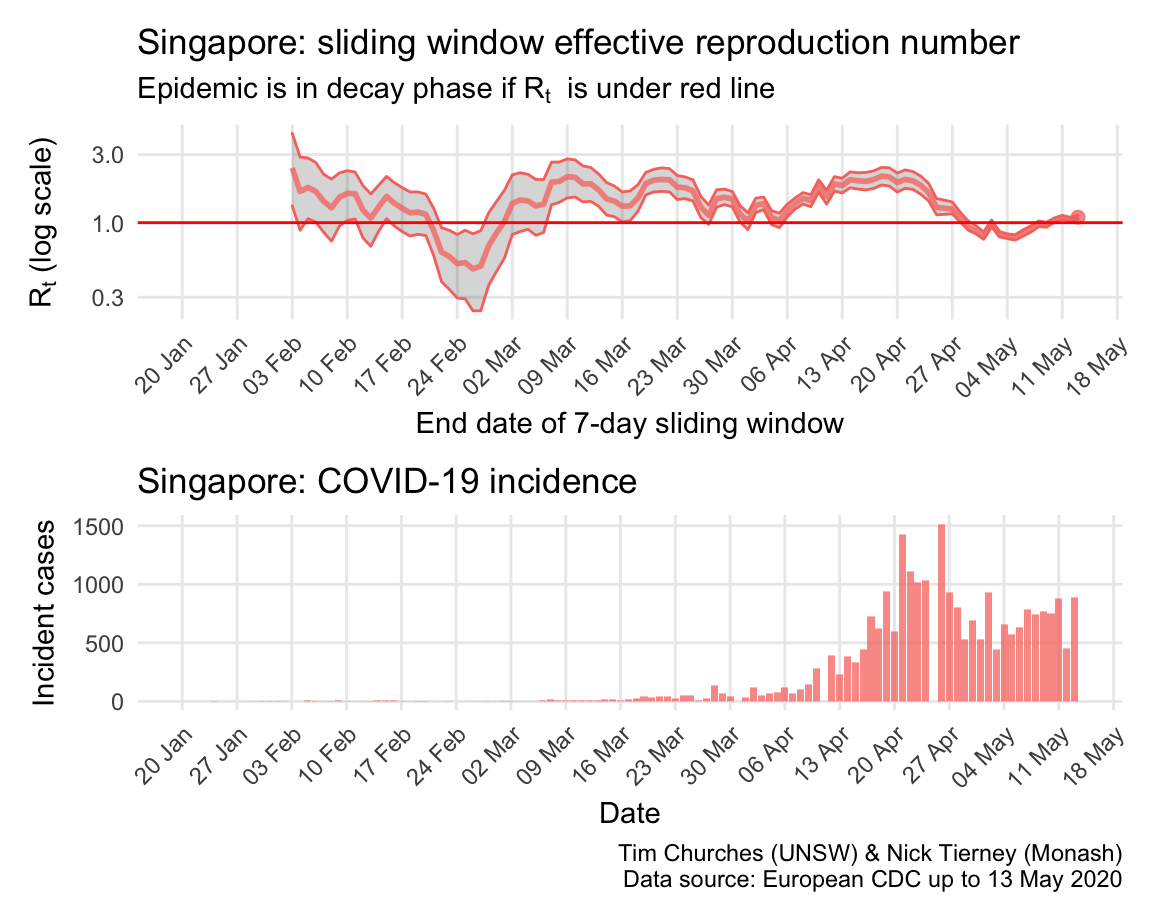 Singapore: sliding window effective reproduction number
Epidemic is in decay phase if Rt is under red line
Rt (log scale)
3.0
1.0
0.3
20 Jan
27 Jan
03 Feb
10 Feb
17 Feb
24 Feb
02 Mar
09 Mar
16 Mar
23 Mar
30 Mar
06 Apr
13 Apr
20 Apr
27 Apr
04 May
11 May
18 May
End date of 7-day sliding window
Singapore: COVID-19 incidence
Incident cases
1500
1000
500
0
20 Jan
27 Jan
03 Feb
10 Feb
17 Feb
24 Feb
02 Mar
09 Mar
16 Mar
23 Mar
30 Mar
06 Apr
13 Apr
20 Apr
27 Apr
04 May
11 May
18 May
Date
Tim Churches (UNSW) & Nick Tierney (Monash)
Data source: European CDC up to 13 May 2020